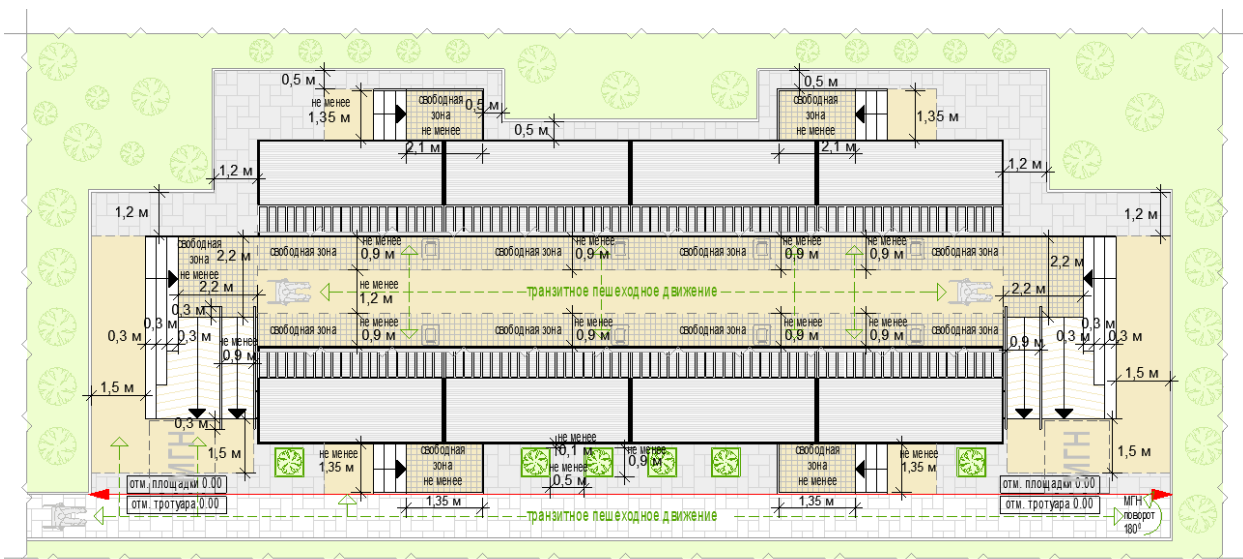 0,5 м
0,5 м
не менее
1,35 м
свободная
зона
не менее
0,5 м
0,5 м
свободная
зона
не менее
1,35 м
2,1 м
2,1 м
1,2 м
1,2 м
1,2 м
1,2 м
свободная
зона
не менее
2,2 м
2,2 м
свободная зона
не менее
0,9 м
свободная зона
не менее
0,9 м
свободная зона
не менее
0,9 м
не менее
0,9 м
свободная зона
2,2 м
2,2 м
не менее
1,2 м
транзитное пешеходное движение
0,3 м
0,3 м
0,3 м
0,3 м
не менее
0,9 м
свободная зона
не менее
0,9 м
свободная зона
не менее
0,9 м
свободная зона
не менее
0,9 м
не менее
0,9 м
свободная зона
0,9 м
0,3 м
0,3 м
0,3 м
1,5 м
1,5 м
0,3 м
МГН
1,5 м
не менее
1,35 м
свободная
зона
не менее
не менее
0,1 м
не менее
0,5 м
не менее
0,9 м
свободная
зона
не менее
не менее
1,35 м
МГН
1,5 м
отм. площадки 0.00
отм. тротуара 0.00
1,35 м
1,35 м
отм. площадки 0.00
отм. тротуара 0.00
транзитное пешеходное движение
МГН
поворот
180⁰